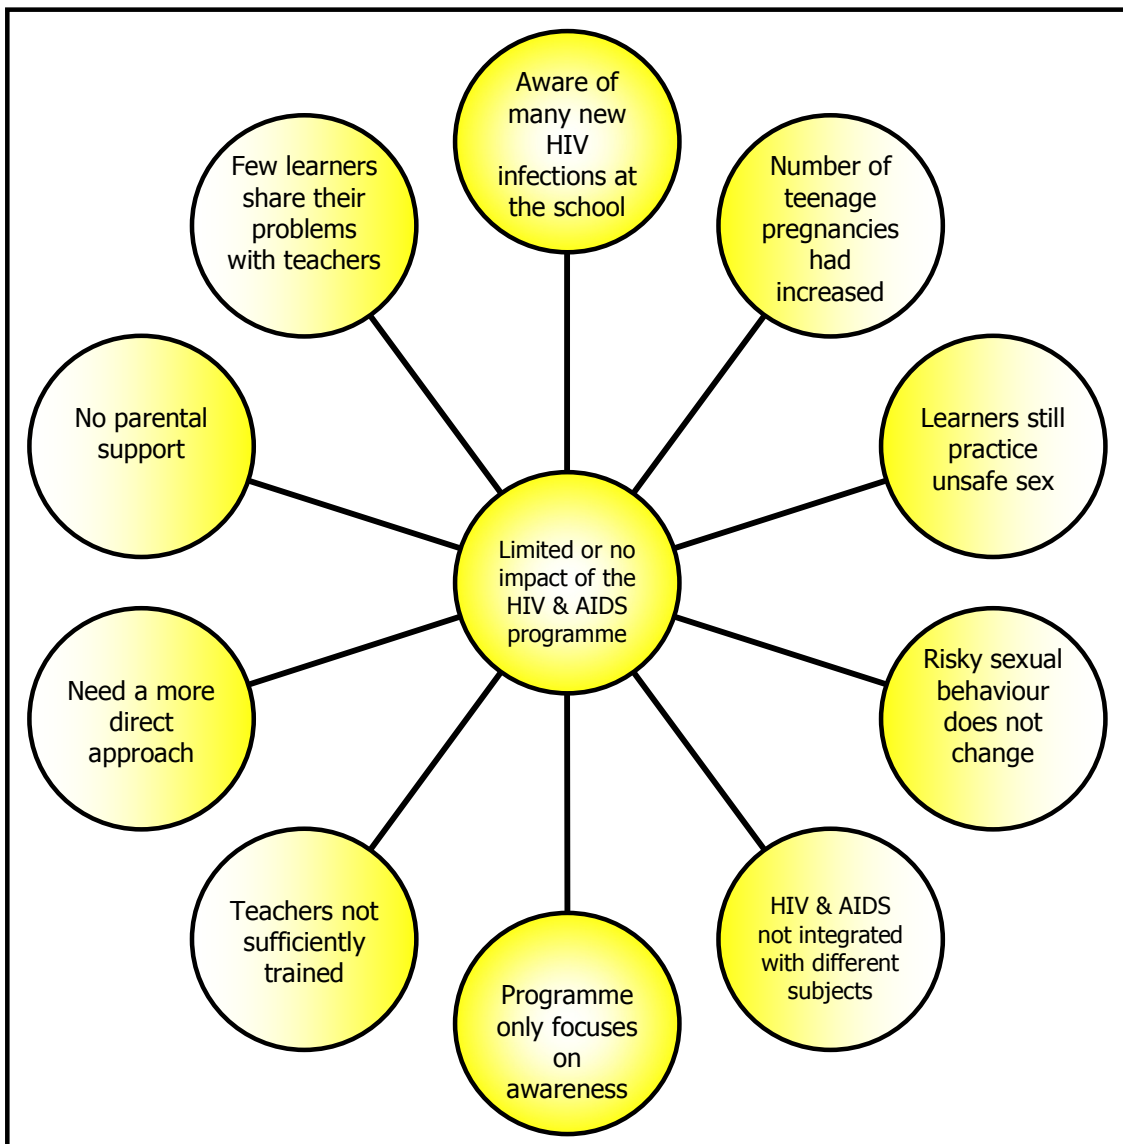 Aware of
many new
HIV
infections at
the school
Number of
teenage
pregnancies
had
increased
Learners still
practice
unsafe sex
Risky sexual
behaviour
does not
change
HIV & AIDS
not integrated
with different
subjects
Programme
only focuses
on
awareness
Teachers not
sufficiently
trained
Need a more
direct
approach
No parental
support
Few learners
share their
problems
with teachers
Limited or no
impact of the
HIV & AIDS
programme